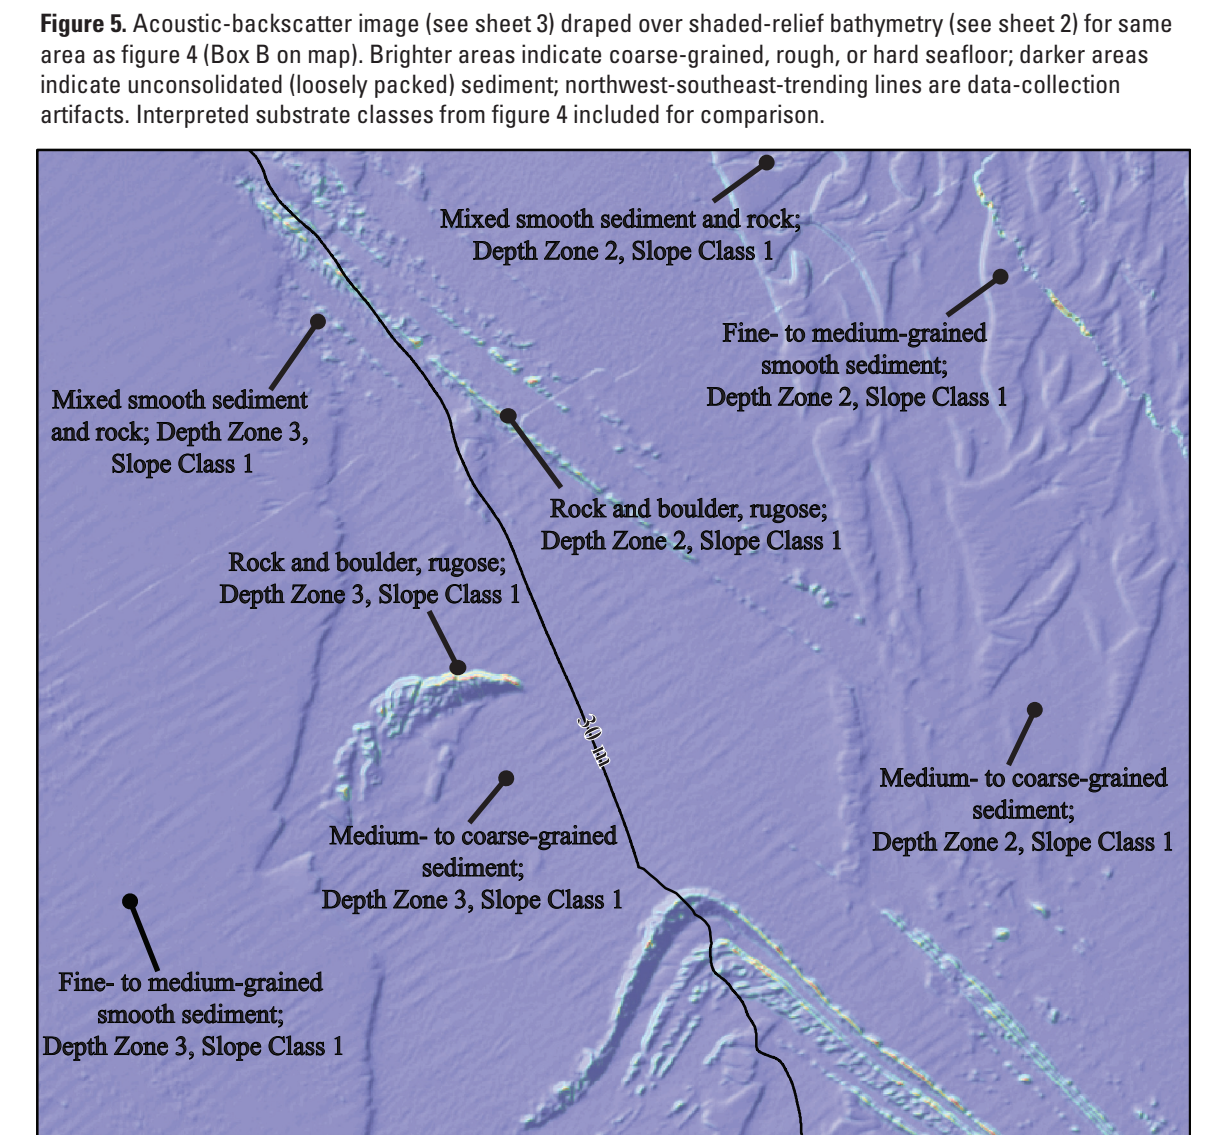 Figure 5. Acoustic-backscatter image (see sheet 3) draped over shaded-relief bathymetry (see sheet 2) for same
area as figure 4 (Box B on map). Brighter areas indicate coarse-grained, rough, or hard seafloor; darker areas
indicate unconsolidated (loosely packed) sediment; northwest-southeast-trending lines are data-collection
artifacts. Interpreted substrate classes from figure 4 included for comparison.
Mixed smooth sediment and rock;
Depth Zone 2, Slope Class 1
Fine- to medium-grained
smooth sediment;
Depth Zone 2, Slope Class 1
Mixed smooth sediment
and rock; Depth Zone 3,
Slope Class 1
Rock and boulder, rugose;
Depth Zone 2, Slope Class 1
Rock and boulder, rugose;
Depth Zone 3, Slope Class 1
30 m
Medium- to coarse-grained
sediment;
Depth Zone 2, Slope Class 1
Medium- to coarse-grained
sediment;
Depth Zone 3, Slope Class 1
Fine- to medium-grained
smooth sediment;
Depth Zone 3, Slope Class 1